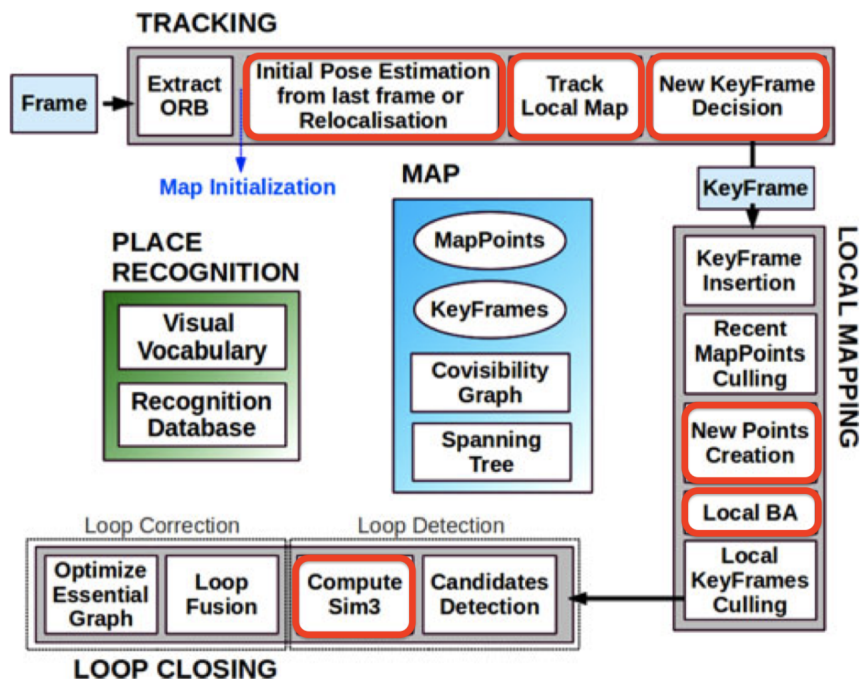 TRACKING
Frame
Extract
ORB
Initial Pose Estimation
from last frame or
Relocalisation
Track
Local Map
New KeyFrame
Decision
Map Initialization
KeyFrame
MAP
MapPoints
KeyFrames
Covisibility
Graph
Spanning
Tree
PLACE
RECOGNITION
Visual
Vocabulary
Recognition
Database
LOCAL MAPPING
KeyFrame
Insertion
Recent
MapPoints
Culling
New Points
Creation
Local BA
Local
KeyFrames
Culling
Loop Correction
Loop Detection
Optimize
Essential
Graph
Loop
Fusion
Compute
Sim3
Candidates
Detection
LOOP CLOSING